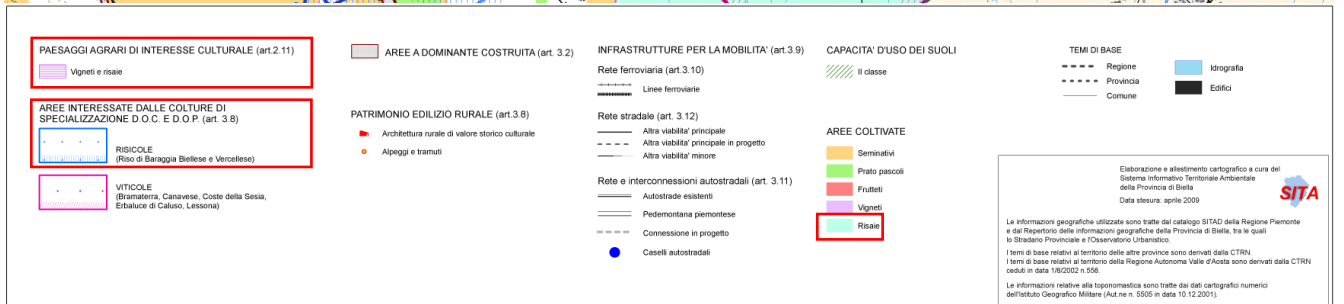 PAESAGGI AGRARI DI INTERESSE CULTURALE (art.2.11)
Vigneti e risaie
AREE INTERESSATE DALLE COLTURE DI
SPECIALIZZAZIONE D.O.C. E D.O.P. (art. 3.8)
RISICOLE
(Riso di Baraggia Biellese e Vercellese)
VITICOLE
(Bramaterra, Canavese, Coste della Sesia,
Erbaluce di Caluso, Lessona)
AREE A DOMINANTE COSTRUITA (art. 3.2)
PATRIMONIO EDILIZIO RURALE (art.3.8)
Architettura rurale di valore storico culturale
Alpeggi e tramuti
INFRASTRUTTURE PER LA MOBILITA' (art.3.9)
Rete ferroviaria (art.3.10)
Linee ferroviarie
Rete stradale (art. 3.12)
Altra viabilita' principale
Altra viabilita' principale in progetto
Altra viabilita' minore
Rete e interconnessioni autostradali (art. 3.11)
Autostrade esistenti
Pedemontana piemontese
Connessione in progetto
Caselli autostradali
CAPACITA' D'USO DEI SUOLI
II classe
AREE COLTIVATE
Seminativi
Prato pascoli
Frutteti
Vigneti
Risaie
TEMI DI BASE
Regione
Provincia
Comune
Idrografia
Edifici
Elaborazione e allestimento cartografico a cura del
Sistema Informativo Territoriale Ambientale
della Provincia di Biella
Data stesura: aprile 2009
SITA
Le informazioni geografiche utilizzate sono tratte dal catalogo SITAD della Regione Piemonte
e dal Repertorio delle informazioni geografiche della Provincia di Biella, tra le quali
lo Stradario Provinciale e l'Osservatorio Urbanistico.
I temi di base relativi al territorio delle altre province sono derivati dalla CTRN.
I temi di base relativi al territorio della Regione Autonoma Valle d'Aosta sono derivati dalla CTRN
ceduti in data 1/8/2002 n.558.
Le informazioni relative alla toponomastica sono tratte dai dati cartografici numerici
dell'Istituto Geografico Militare (Aut.ne n. 5505 in data 10.12.2001).